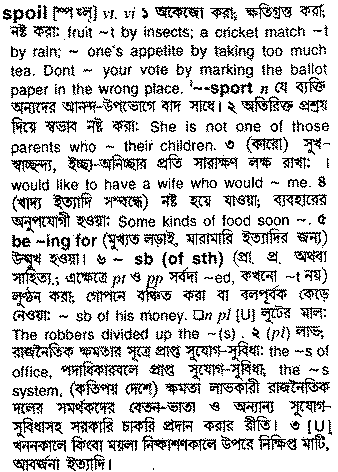 spoil [স্পয়ল্] vt, vi ১ অকেজো করা; ক্ষতিগ্রস্ত করা;
নষ্ট করা: fruit ~t by insects; a cricket match ~t
by rain; ~ one's appetite by taking too much
tea. Dont ~ your vote by marking the ballot
paper in the wrong place. '~-sport n যে ব্যক্তি
অন্যদের আনন্দ-উপভোগে বাদ সাধে। ২ অতিরিক্ত প্রশ্রয়
দিয়ে স্বভাব নষ্ট করা: She is not one of those
parents who ~ their children. ৩ (কারো) সুখ-
স্বাচ্ছন্দ্য, ইচ্ছা-অনিচ্ছার প্রতি সারাক্ষণ লক্ষ রাখা: I
would like to have a wife who would ~ me. ৪
(খাদ্য ইত্যাদি সম্বন্ধে) নষ্ট হয়ে যাওয়া; ব্যবহারের
অনুপযোগী হওয়া: Some kinds of food soon ~. ৫
be ~ing for (মুখ্যত লড়াই, মারামারি ইত্যাদির জন্য)
উন্মুখ হওয়া। ৬ ~ sb (of sth) (প্রা. প্র. অথবা
সাহিত্য.; এক্ষেত্রে pt ও pp সর্বদা ~ed, কখনো ~t নয়)
লুণ্ঠন করা; গোপনে বঞ্চিত করা বা বলপূর্বক কেড়ে
নেওয়া: ~ sb of his money. □n pl [U] লুটের মাল:
The robbers divided up the ~(s). ২ (pl) লাভ;
রাজনৈতিক ক্ষমতার সূত্রে প্রাপ্ত সুযোগ-সুবিধা: the ~s of
office, পদাধিকারবলে প্রাপ্ত সুযোগ-সুবিধা, the ~s
system, (কতিপয় দেশে) ক্ষমতা লাভকারী রাজনৈতিক
দলের সমর্থকদের বেতন-ভাতা ও অন্যান্য সুযোগ-
সুবিধাসহ সরকারি চাকরি প্রদান করার রীতি। ৩ [U]
খননকালে কিংবা ময়লা নিষ্কাশণকালে উপরে নিক্ষিপ্ত মাটি,
আবর্জনা ইত্যাদি।